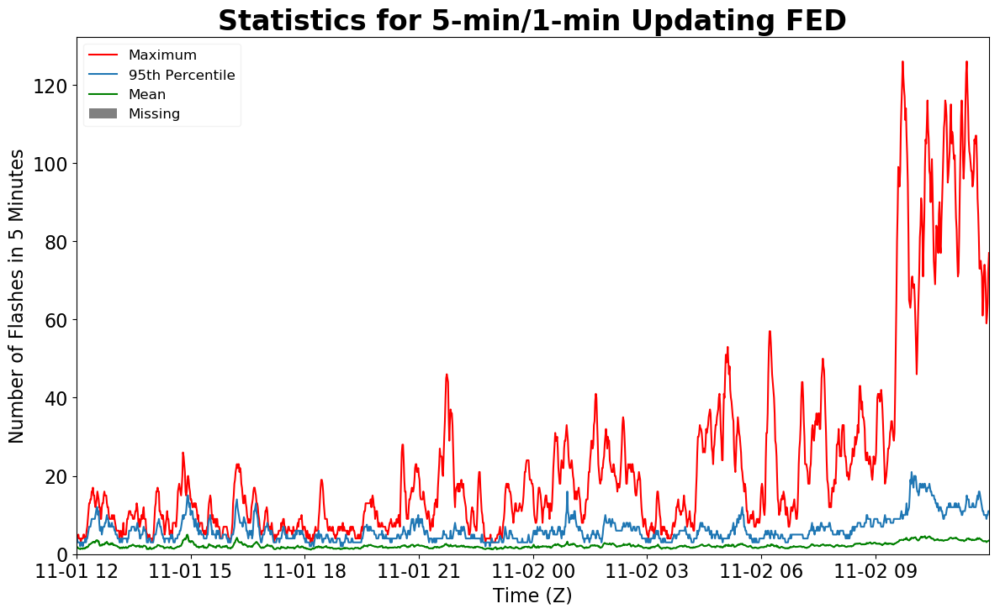 Statistics for 5-min/1-min Updating FED
Maximum
95th Percentile
Mean
Missing
Number of Flashes in 5 Minutes
120
100
80
60
40
20
0
11-01 12 11-01 15 11-01 18 11-01 21 11-02 00 11-02 03 11-02 06 11-02 09
Time (Z)